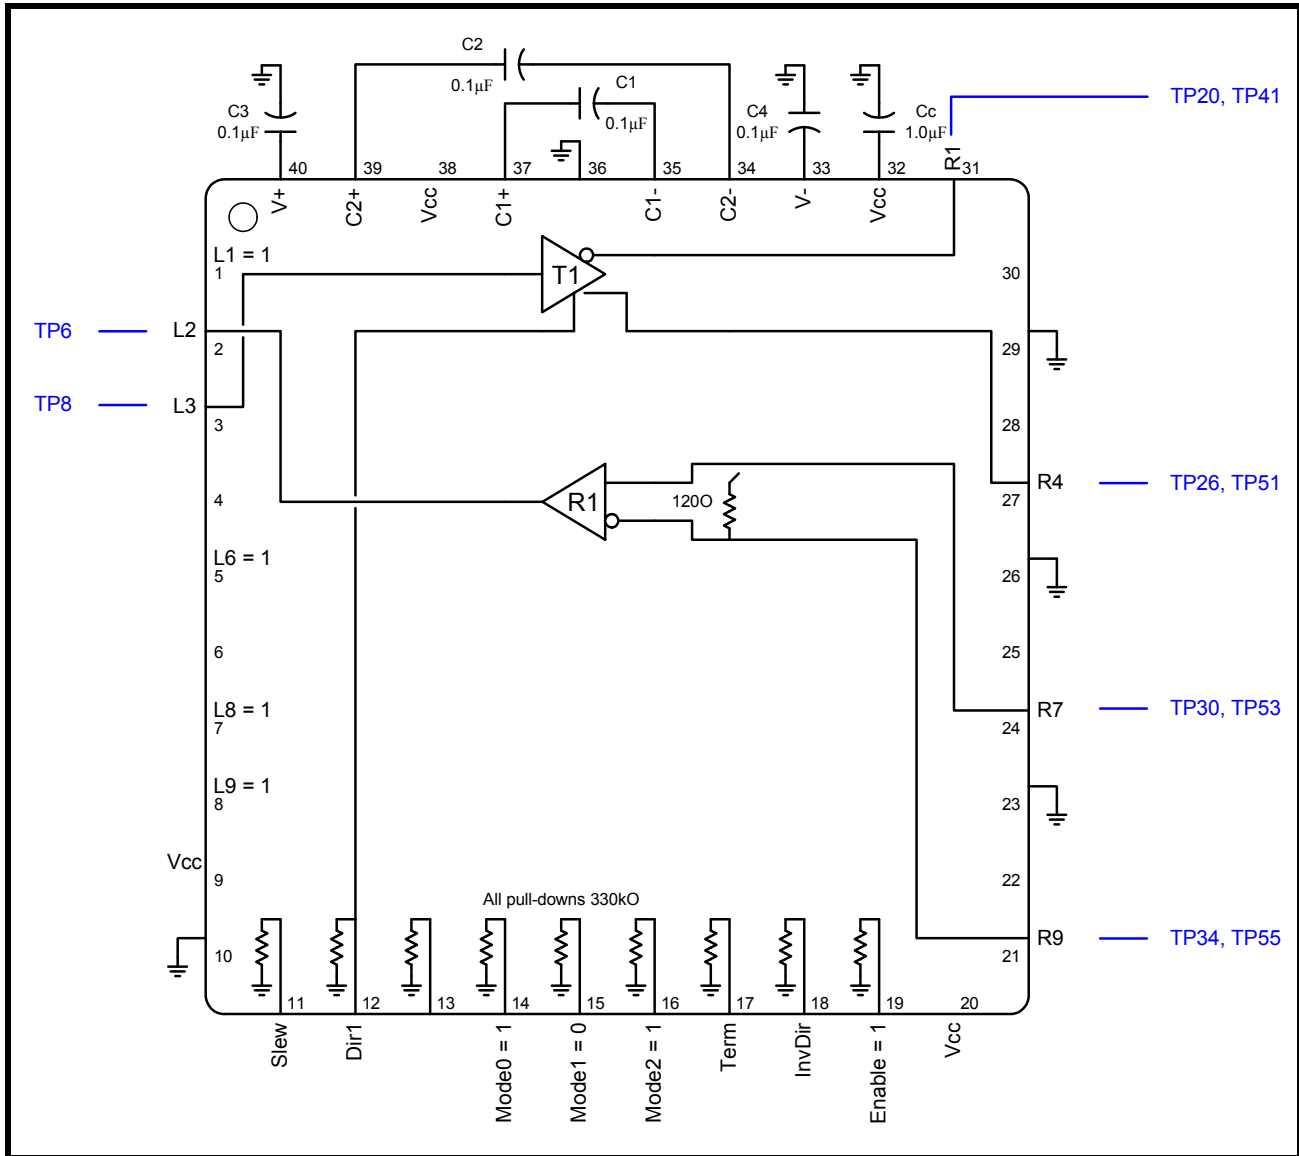 C2
0.1µF
C1
0.1µF
C3
0.1µF
C4
0.1µF
Cc
1.0µF
TP20, TP41
R1
40 39 38 37 36 35 34 33 32 31
V+ C2+ Vcc C1+ C1- C2- V- Vcc
L1 = 1
1
T1
30
TP6 L2
2
29
TP8 L3
3
28
4
R1
120O
R4 TP26, TP51
27
L6 = 1
5
26
6
25
L8 = 1
7
R7 TP30, TP53
24
L9 = 1
8
23
Vcc
9
22
All pull-downs 330kO
10
R9 TP34, TP55
21
11 12 13 14 15 16 17 18 19 20
Slew Dir1 Mode0 = 1 Mode1 = 0 Mode2 = 1 Term InvDir Enable = 1 Vcc